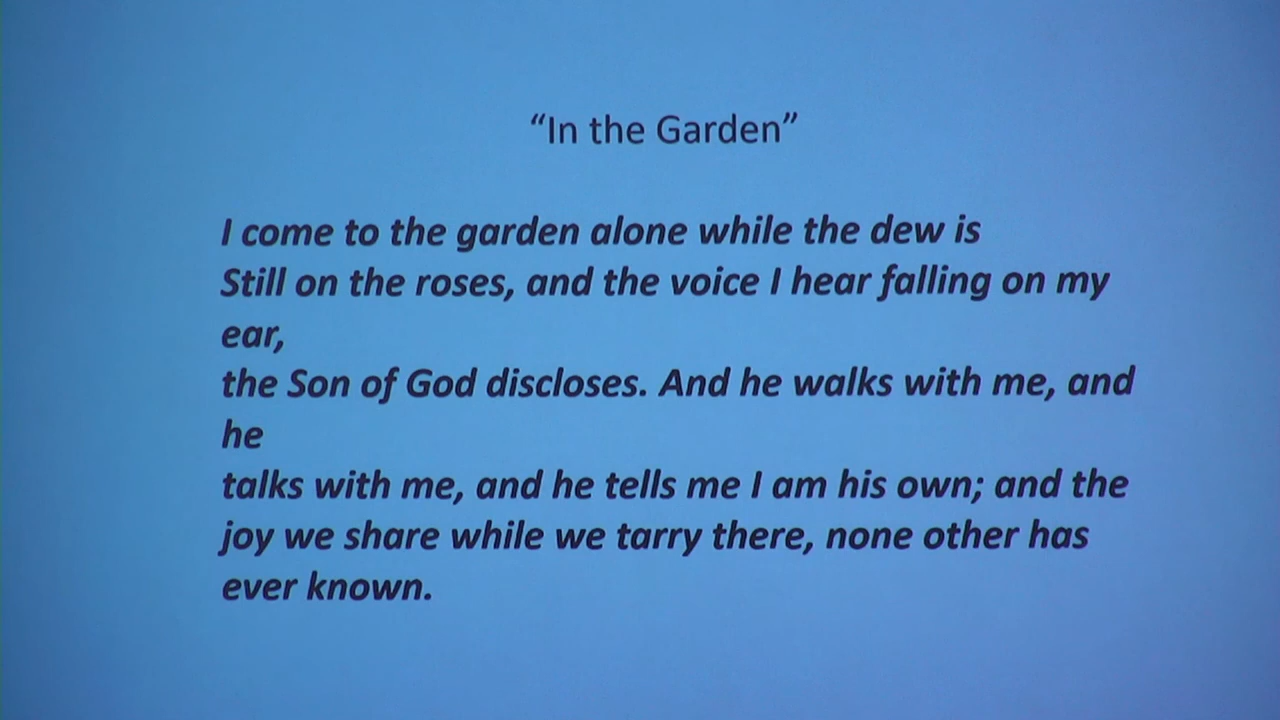 “In the Garden”
I come to the garden alone while the dew is
Still on the roses, and the voice I hear falling on my
ear,
the Son of God discloses. And he walks with me, and
he
talks with me, and he tells me I am his own; and the
joy we share while we tarry there, none other has
ever known.